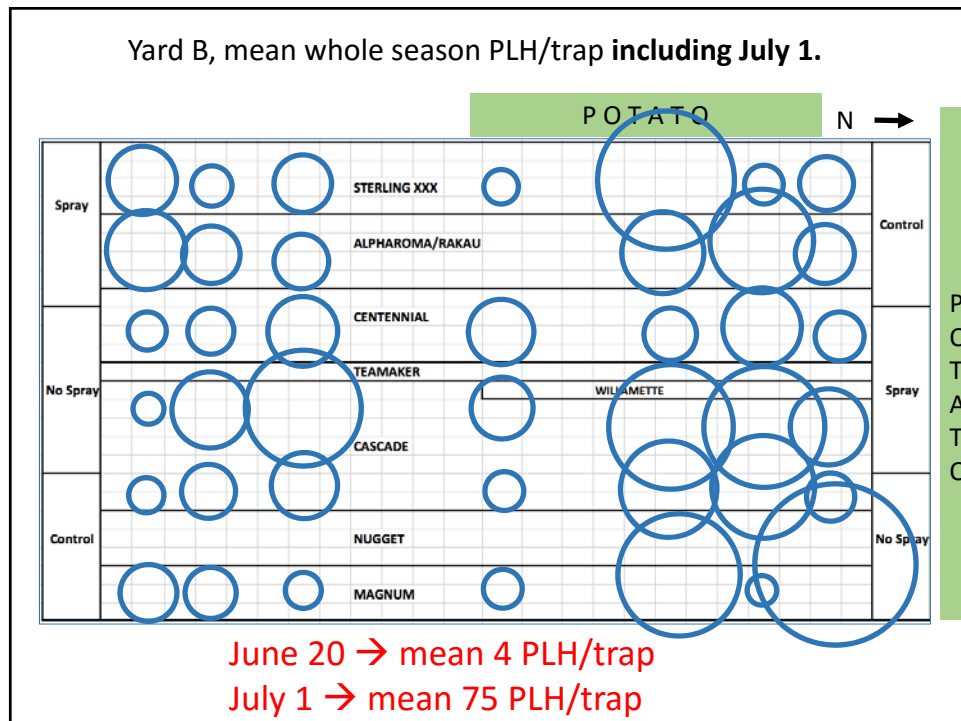 Yard B, mean whole season PLH/trap including July 1.
P O T A T O
N →
STERLING XXX
Spray
Control
ALPHAROMA/RAKAU
CENTENNIAL
TEAMAKER
No Spray
WILLAMETTE
Spray
CASCADE
Control
NUGGET
No Spray
MAGNUM
P
O
T
A
T
O
June 20 → mean 4 PLH/trap
July 1 → mean 75 PLH/trap